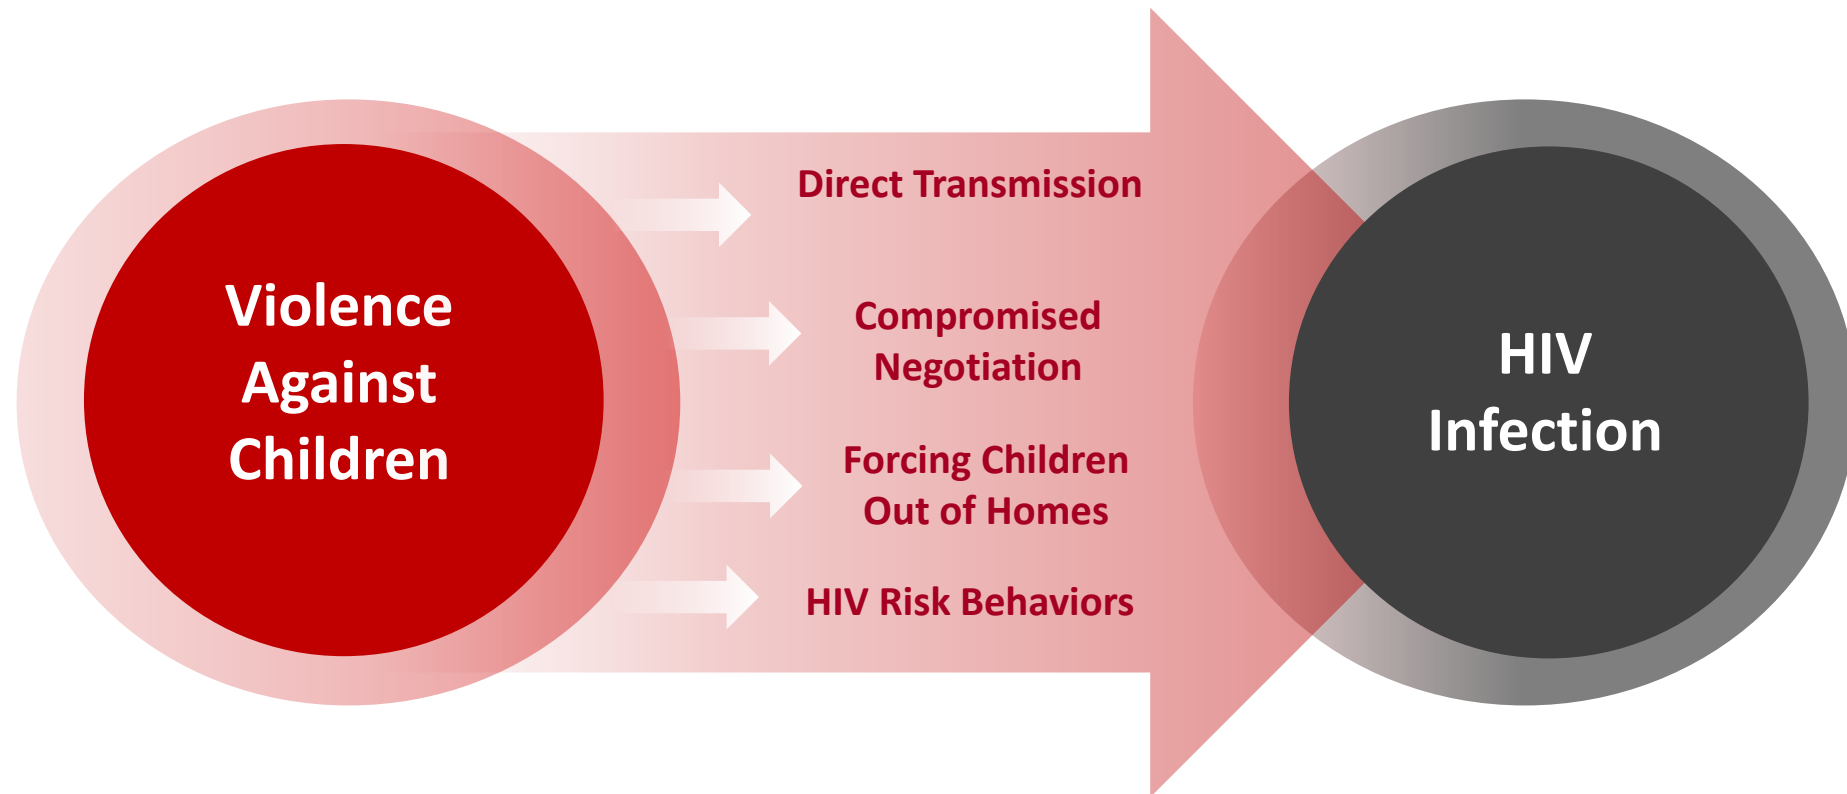 Violence
Against
Children
Direct Transmission
Compromised
Negotiation
Forcing Children
Out of Homes
HIV Risk Behaviors
HIV
Infection